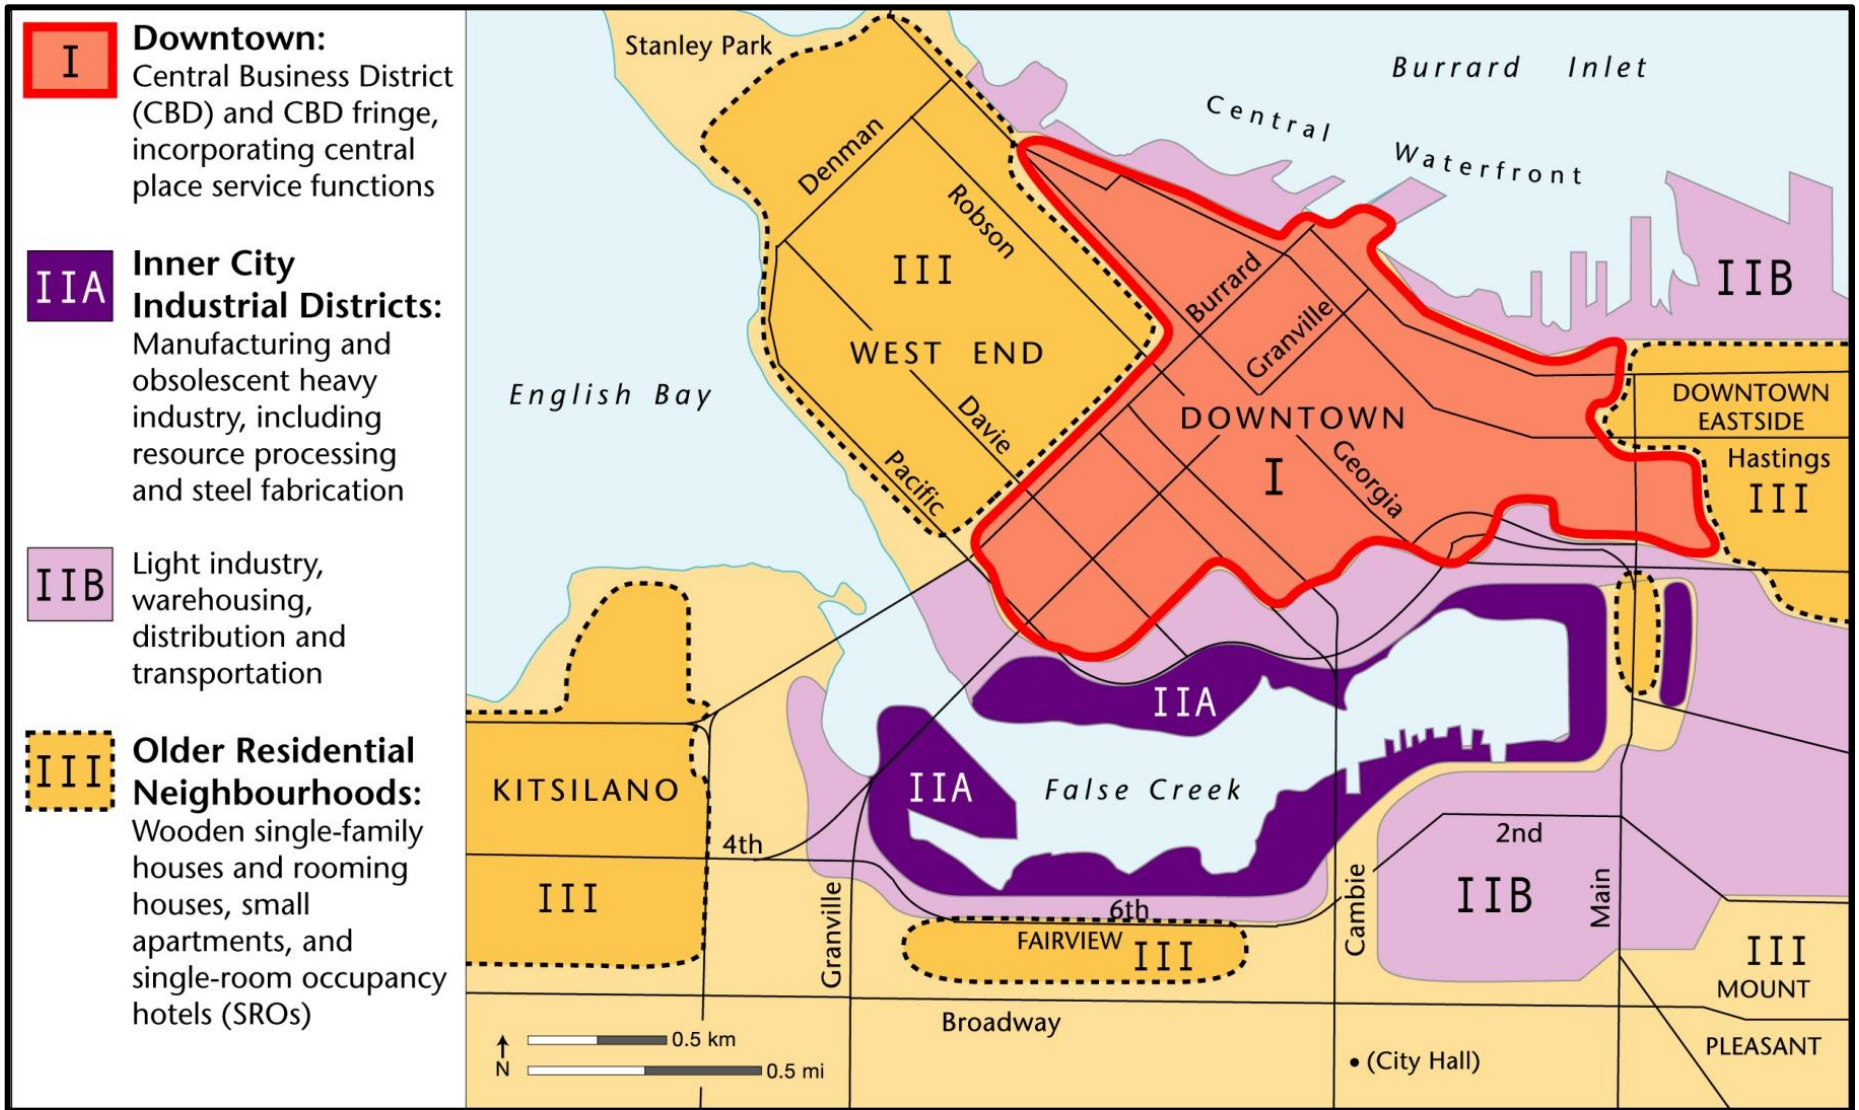 I
Downtown:
Central Business District
(CBD) and CBD fringe,
incorporating central
place service functions
IIA
Inner City
Industrial Districts:
Manufacturing and
obsolescent heavy
industry, including
resource processing
and steel fabrication
IIB
Light industry,
warehousing,
distribution and
transportation
III
Older Residential
Neighbourhoods:
Wooden single-family
houses and rooming
houses, small
apartments, and
single-room occupancy
hotels (SROs)
Stanley Park
Burrard Inlet
Central
Waterfront
Denman
Robson
III
WEST END
Burrard
Granville
IIB
English Bay
Davie
Pacific
DOWNTOWN
I
Georgia
DOWNTOWN
EASTSIDE
Hastings
III
IIA
IIA
False Creek
KITSILANO
4th
III
Granville
6th
FAIRVIEW III
Cambie
2nd
IIB
Main
III
MOUNT
PLEASANT
Broadway
(City Hall)
N
0.5 km
0.5 mi